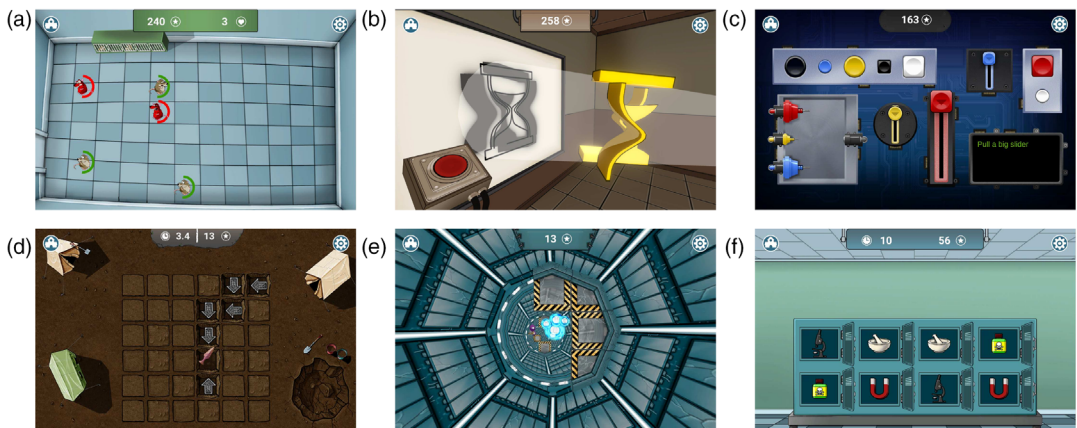 (a)
240
3
(b)
258
(c)
163
Pull a big slider
(d)
3.4 | 13
(e)
13
(f)
10 56